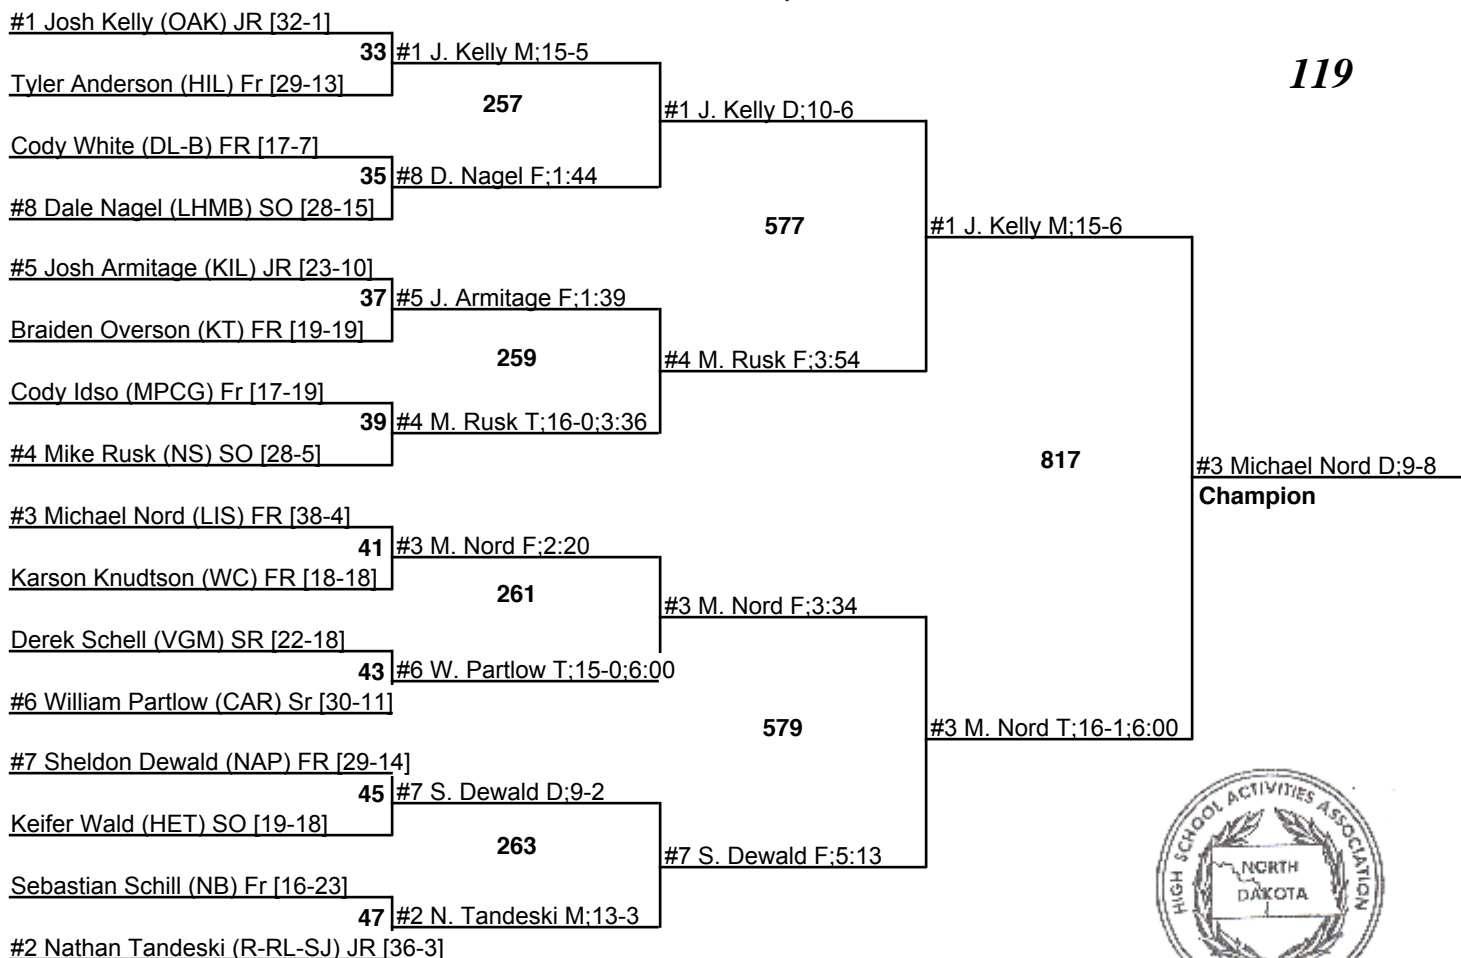 #1 Josh Kelly (OAK) JR [32-1]
33 #1 J. Kelly M;15-5
119
Tyler Anderson (HIL) Fr [29-13]
257
#1 J. Kelly D;10-6
Cody White (DL-B) FR [17-7]
35 #8 D. Nagel F;1:44
#8 Dale Nagel (LHMB) SO [28-15]
577
#1 J. Kelly M;15-6
#5 Josh Armitage (KIL) JR [23-10]
37 #5 J. Armitage F;1:39
Braiden Overson (KT) FR [19-19]
259
#4 M. Rusk F;3:54
Cody Idso (MPCG) Fr [17-19]
39 #4 M. Rusk T;16-0;3:36
#4 Mike Rusk (NS) SO [28-5]
817
#3 Michael Nord D;9-8
Champion
#3 Michael Nord (LIS) FR [38-4]
41 #3 M. Nord F;2:20
Karson Knudtson (WC) FR [18-18]
261
#3 M. Nord F;3:34
Derek Schell (VGM) SR [22-18]
43 #6 W. Partlow T;15-0;6:00
#6 William Partlow (CAR) Sr [30-11]
579
#3 M. Nord T;16-1;6:00
#7 Sheldon Dewald (NAP) FR [29-14]
45 #7 S. Dewald D;9-2
Keifer Wald (HET) SO [19-18]
263
#7 S. Dewald F;5:13
Sebastian Schill (NB) Fr [16-23]
47 #2 N. Tandeski M;13-3
#2 Nathan Tandeski (R-RL-SJ) JR [36-3]
HIGH SCHOOL ACTIVITIES ASSOCIATION
NORTH
DAKOTA